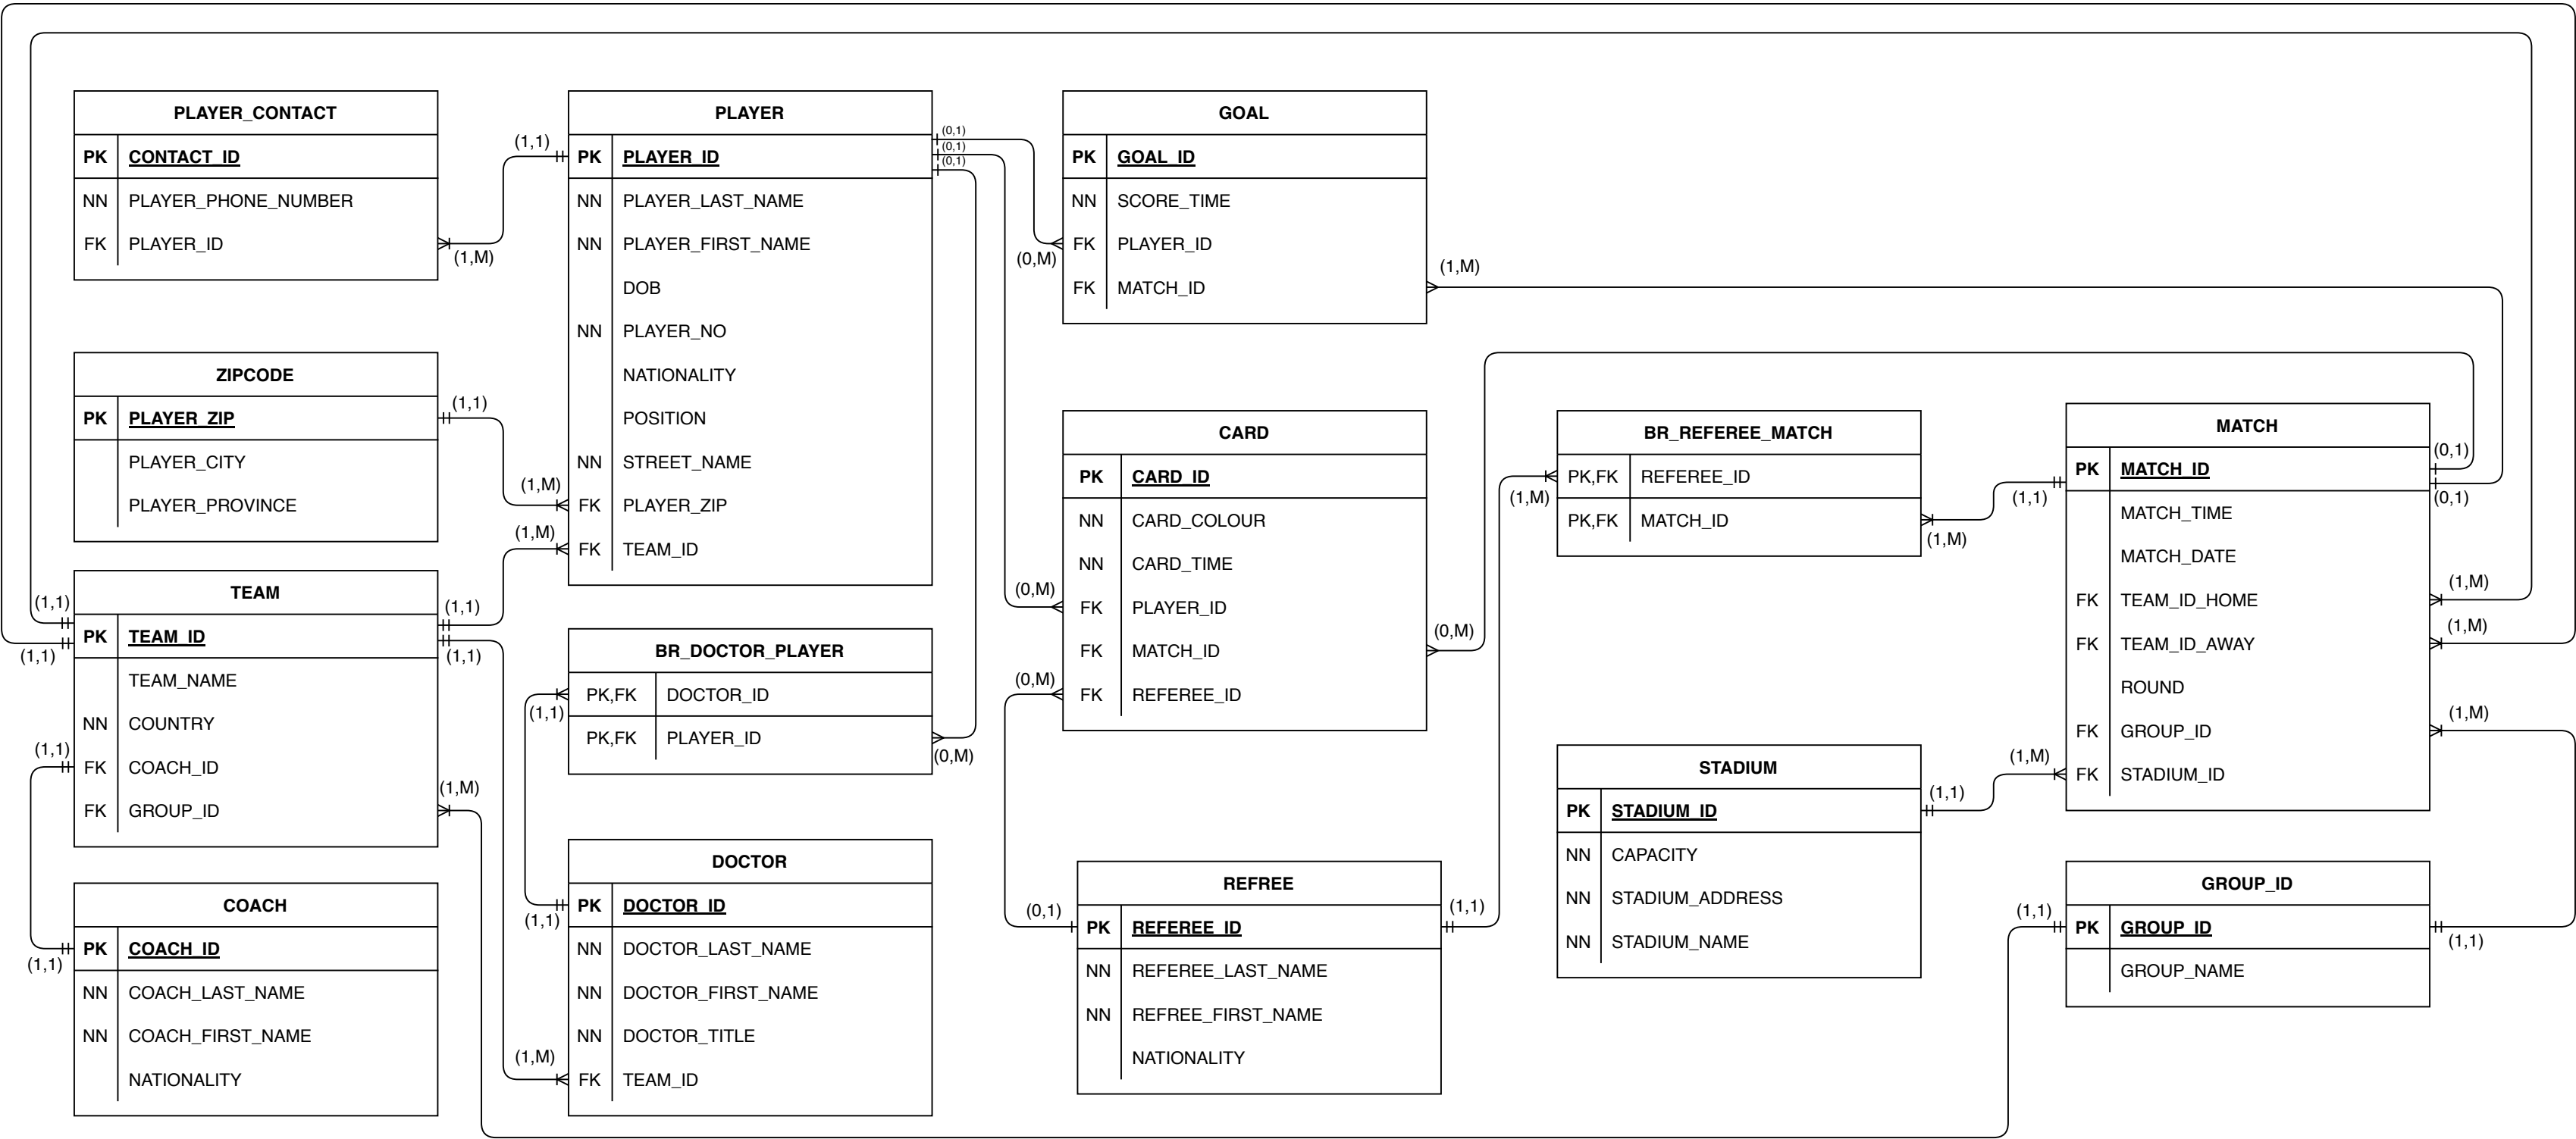 PLAYER_CONTACT
PK CONTACT_ID
NN PLAYER_PHONE_NUMBER
FK PLAYER_ID
(1,1)
(1,M)
PLAYER
PK PLAYER_ID
NN PLAYER_LAST_NAME
NN PLAYER_FIRST_NAME
DOB
NN PLAYER_NO
NATIONALITY
POSITION
NN STREET_NAME
FK PLAYER_ZIP
FK TEAM_ID
(0,1)
(0,1)
(0,1)
(0,M)
GOAL
PK GOAL_ID
NN SCORE_TIME
FK PLAYER_ID
FK MATCH_ID
(1,M)
ZIPCODE
PK PLAYER_ZIP
PLAYER_CITY
PLAYER_PROVINCE
(1,1)
(1,M)
(1,M)
TEAM
PK TEAM_ID
TEAM_NAME
NN COUNTRY
FK COACH_ID
FK GROUP_ID
(1,1)
(1,1)
(1,1)
(1,1)
(1,1)
(1,M)
COACH
PK COACH_ID
NN COACH_LAST_NAME
NN COACH_FIRST_NAME
NATIONALITY
(1,1)
BR_DOCTOR_PLAYER
PK,FK DOCTOR_ID
PK,FK PLAYER_ID
(1,1)
(0,M)
DOCTOR
PK DOCTOR_ID
NN DOCTOR_LAST_NAME
NN DOCTOR_FIRST_NAME
NN DOCTOR_TITLE
FK TEAM_ID
(1,1)
(1,M)
CARD
PK CARD_ID
NN CARD_COLOUR
NN CARD_TIME
FK PLAYER_ID
FK MATCH_ID
FK REFEREE_ID
(0,M)
(0,M)
(0,M)
REFREE
PK REFEREE_ID
NN REFEREE_LAST_NAME
NN REFREE_FIRST_NAME
NATIONALITY
(0,1)
(1,1)
BR_REFEREE_MATCH
PK,FK REFEREE_ID
PK,FK MATCH_ID
(1,M)
(1,M)
(1,1)
STADIUM
PK STADIUM_ID
NN CAPACITY
NN STADIUM_ADDRESS
NN STADIUM_NAME
(1,1)
(1,M)
MATCH
PK MATCH_ID
MATCH_TIME
MATCH_DATE
FK TEAM_ID_HOME
FK TEAM_ID_AWAY
ROUND
FK GROUP_ID
FK STADIUM_ID
(0,1)
(0,1)
(1,M)
(1,M)
(1,M)
GROUP_ID
PK GROUP_ID
GROUP_NAME
(1,1)
(1,1)